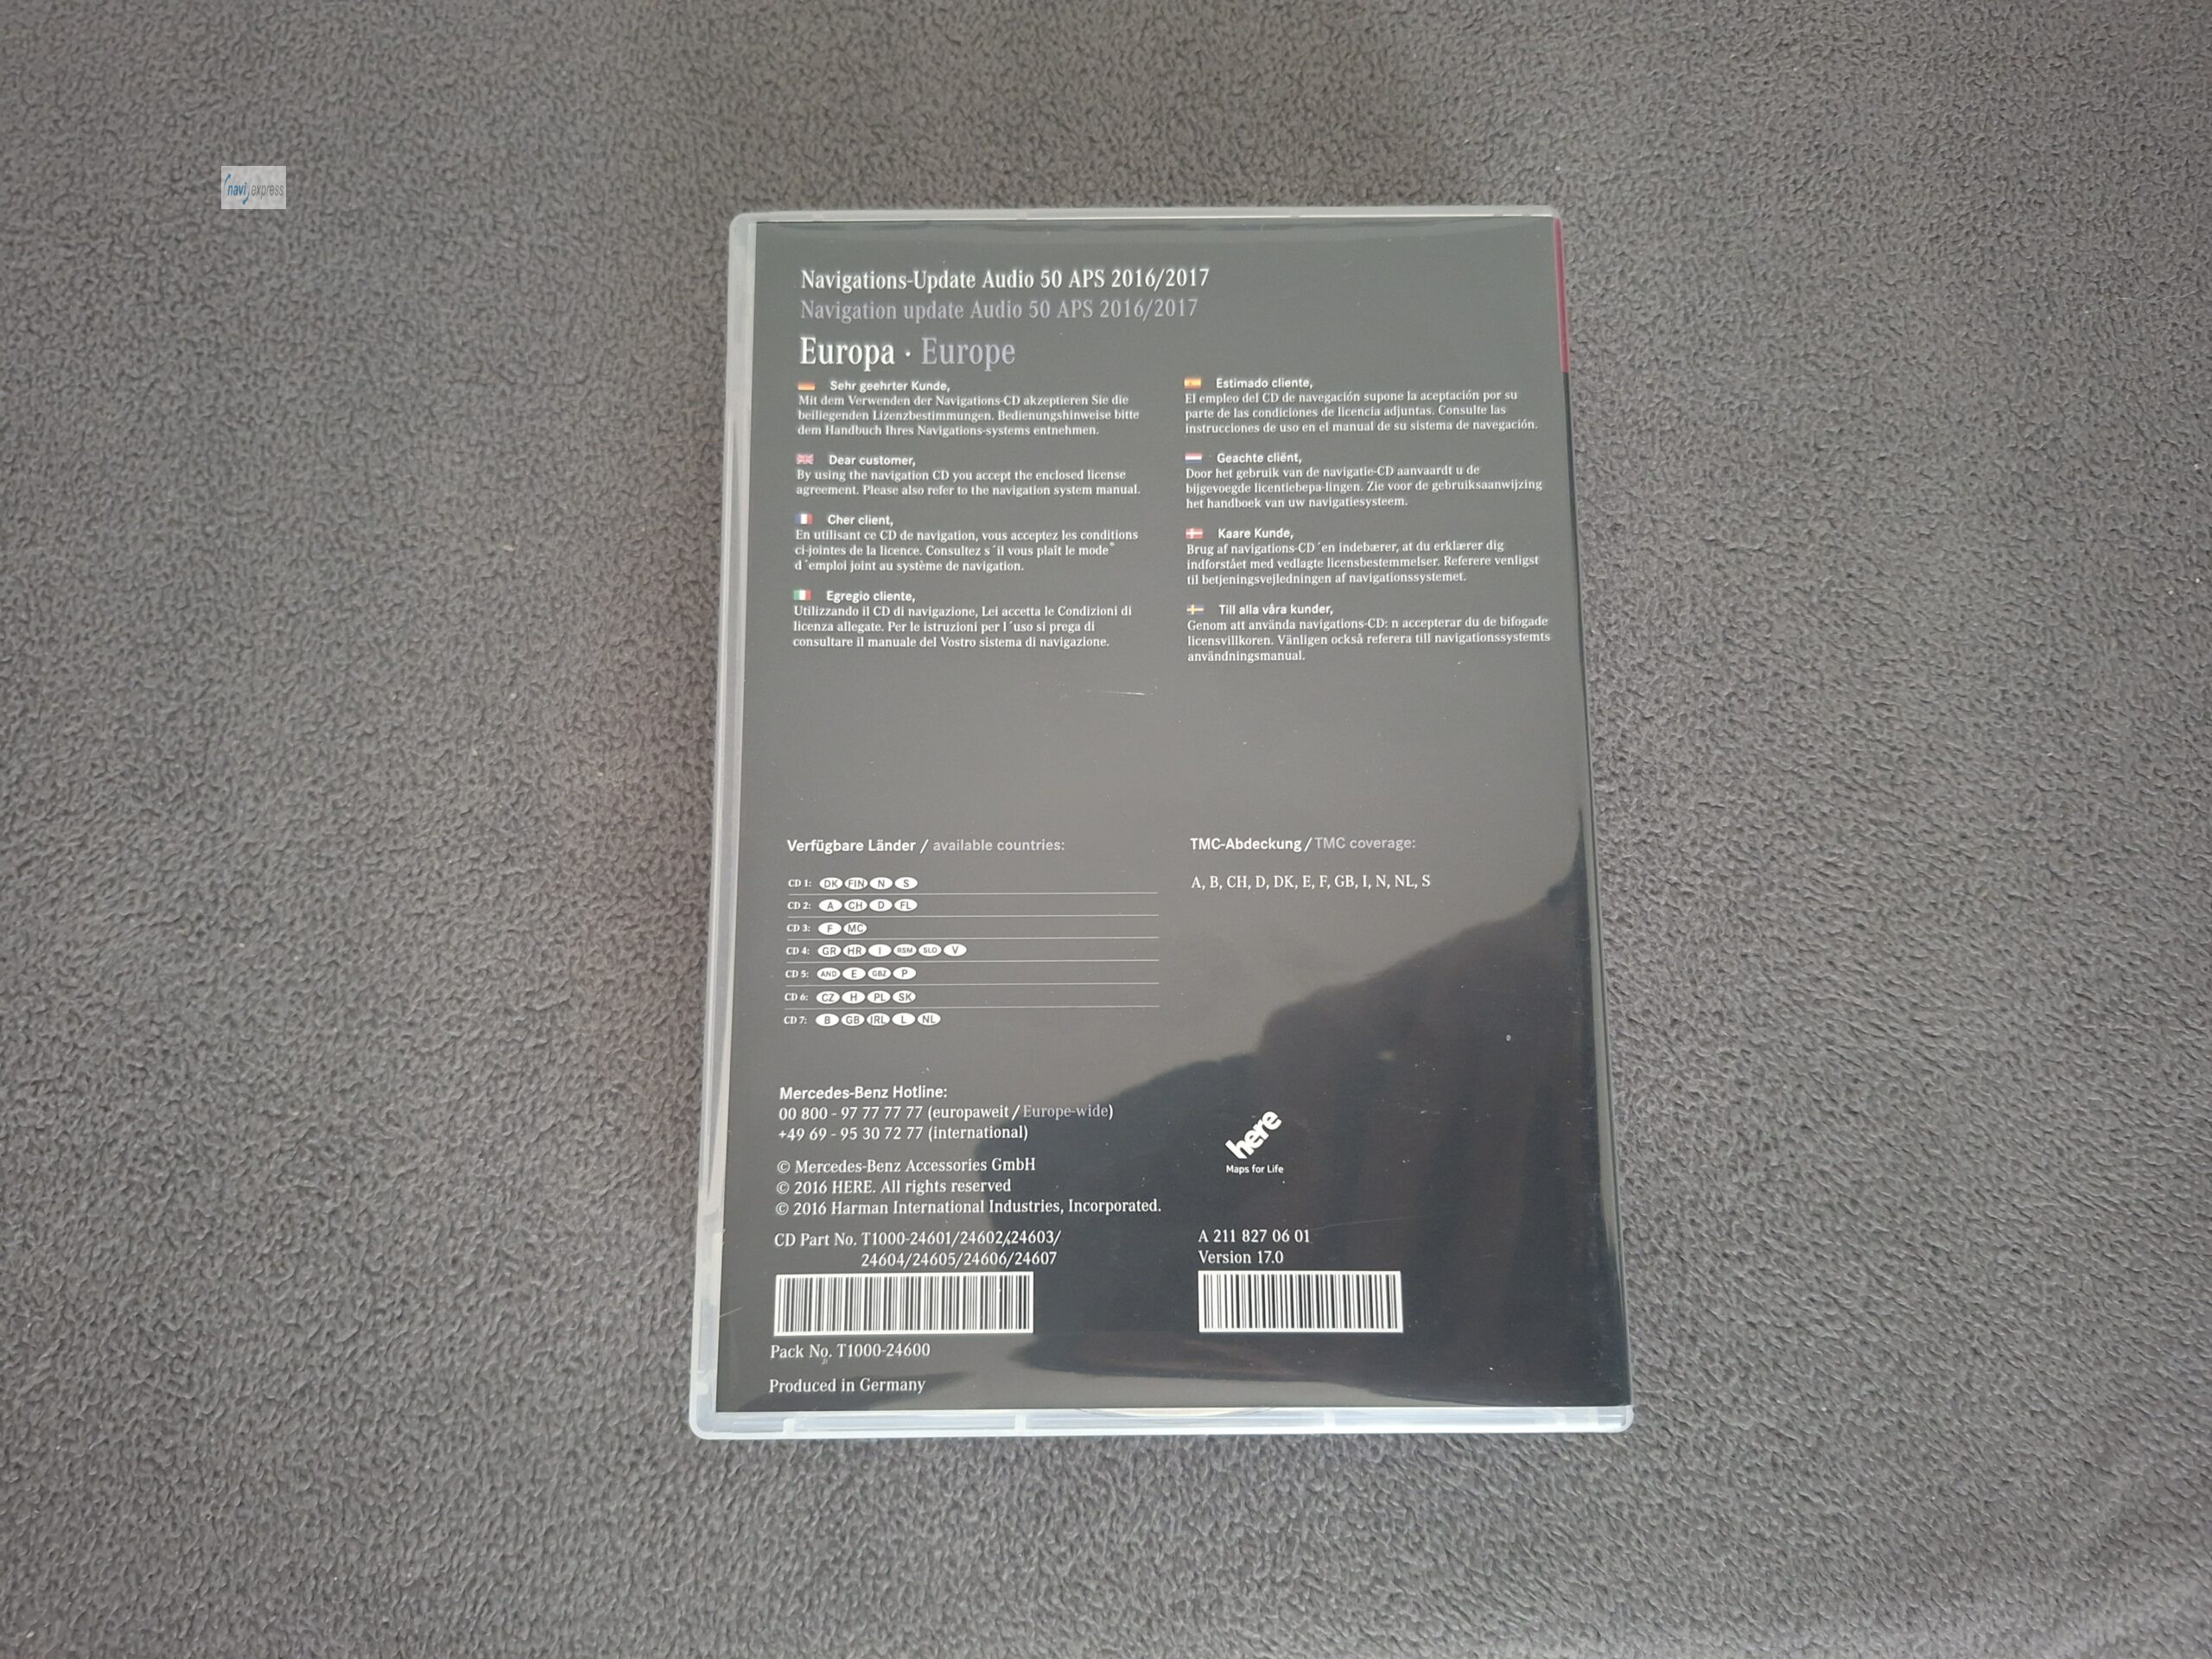 navi express
Navigations-Update Audio 50 APS 2016/2017
Navigation update Audio 50 APS 2016/2017
Europa · Europe
Sehr geehrter Kunde,
Mit dem Verwenden der Navigations-CD akzeptieren Sie die
beiliegenden Lizenzbestimmungen. Bedienungshinweise bitte
dem Handbuch Ihres Navigations-systems entnehmen.
Dear customer,
By using the navigation CD you accept the enclosed license
agreement. Please also refer to the navigation system manual.
Cher client,
En utilisant ce CD de navigation, vous acceptez les conditions
ci-jointes de la licence. Consultez s´il vous plaît le mode
d´emploi joint au système de navigation.
Egregio cliente,
Utilizzando il CD di navigazione, Lei accetta le Condizioni di
licenza allegate. Per le istruzioni per l´uso si prega di
consultare il manuale del Vostro sistema di navigazione.
Estimado cliente,
El empleo del CD de navegación supone la aceptación por su
parte de las condiciones de licencia adjuntas. Consulte las
instrucciones de uso en el manual de su sistema de navegación.
Geachte cliënt,
Door het gebruik van de navigatie-CD aanvaardt u de
bijgevoegde licentiebepa-lingen. Zie voor de gebruiksaanwijzing
het handboek van uw navigatiesysteem.
Kaare Kunde,
Brug af navigations-CD´en indebærer, at du erklærer dig
indforstået med vedlagte licensbestemmelser. Referere venligst
til betjeningsvejledningen af navigationssystemet.
Till alla våra kunder,
Genom att använda navigations-CD: n accepterar du de bifogade
licensvillkoren. Vänligen också referera till navigationssystemts
användningsmanual.
Verfügbare Länder / available countries:
CD 1: DK FIN N S
CD 2: A CH D FL
CD 3: F MC
CD 4: GR HR I RSM SLO V
CD 5: AND E GBZ P
CD 6: CZ H PL SK
CD 7: B GB IRL L NL
TMC-Abdeckung / TMC coverage:
A, B, CH, D, DK, E, F, GB, I, N, NL, S
Mercedes-Benz Hotline:
00 800 - 97 77 77 77 (europaweit / Europe-wide)
+49 69 - 95 30 72 77 (international)
© Mercedes-Benz Accessories GmbH
© 2016 HERE. All rights reserved
© 2016 Harman International Industries, Incorporated.
here
Maps for Life
CD Part No. T1000-24601/24602/24603/
24604/24605/24606/24607
Pack No. T1000-24600
Produced in Germany
A 211 827 06 01
Version 17.0